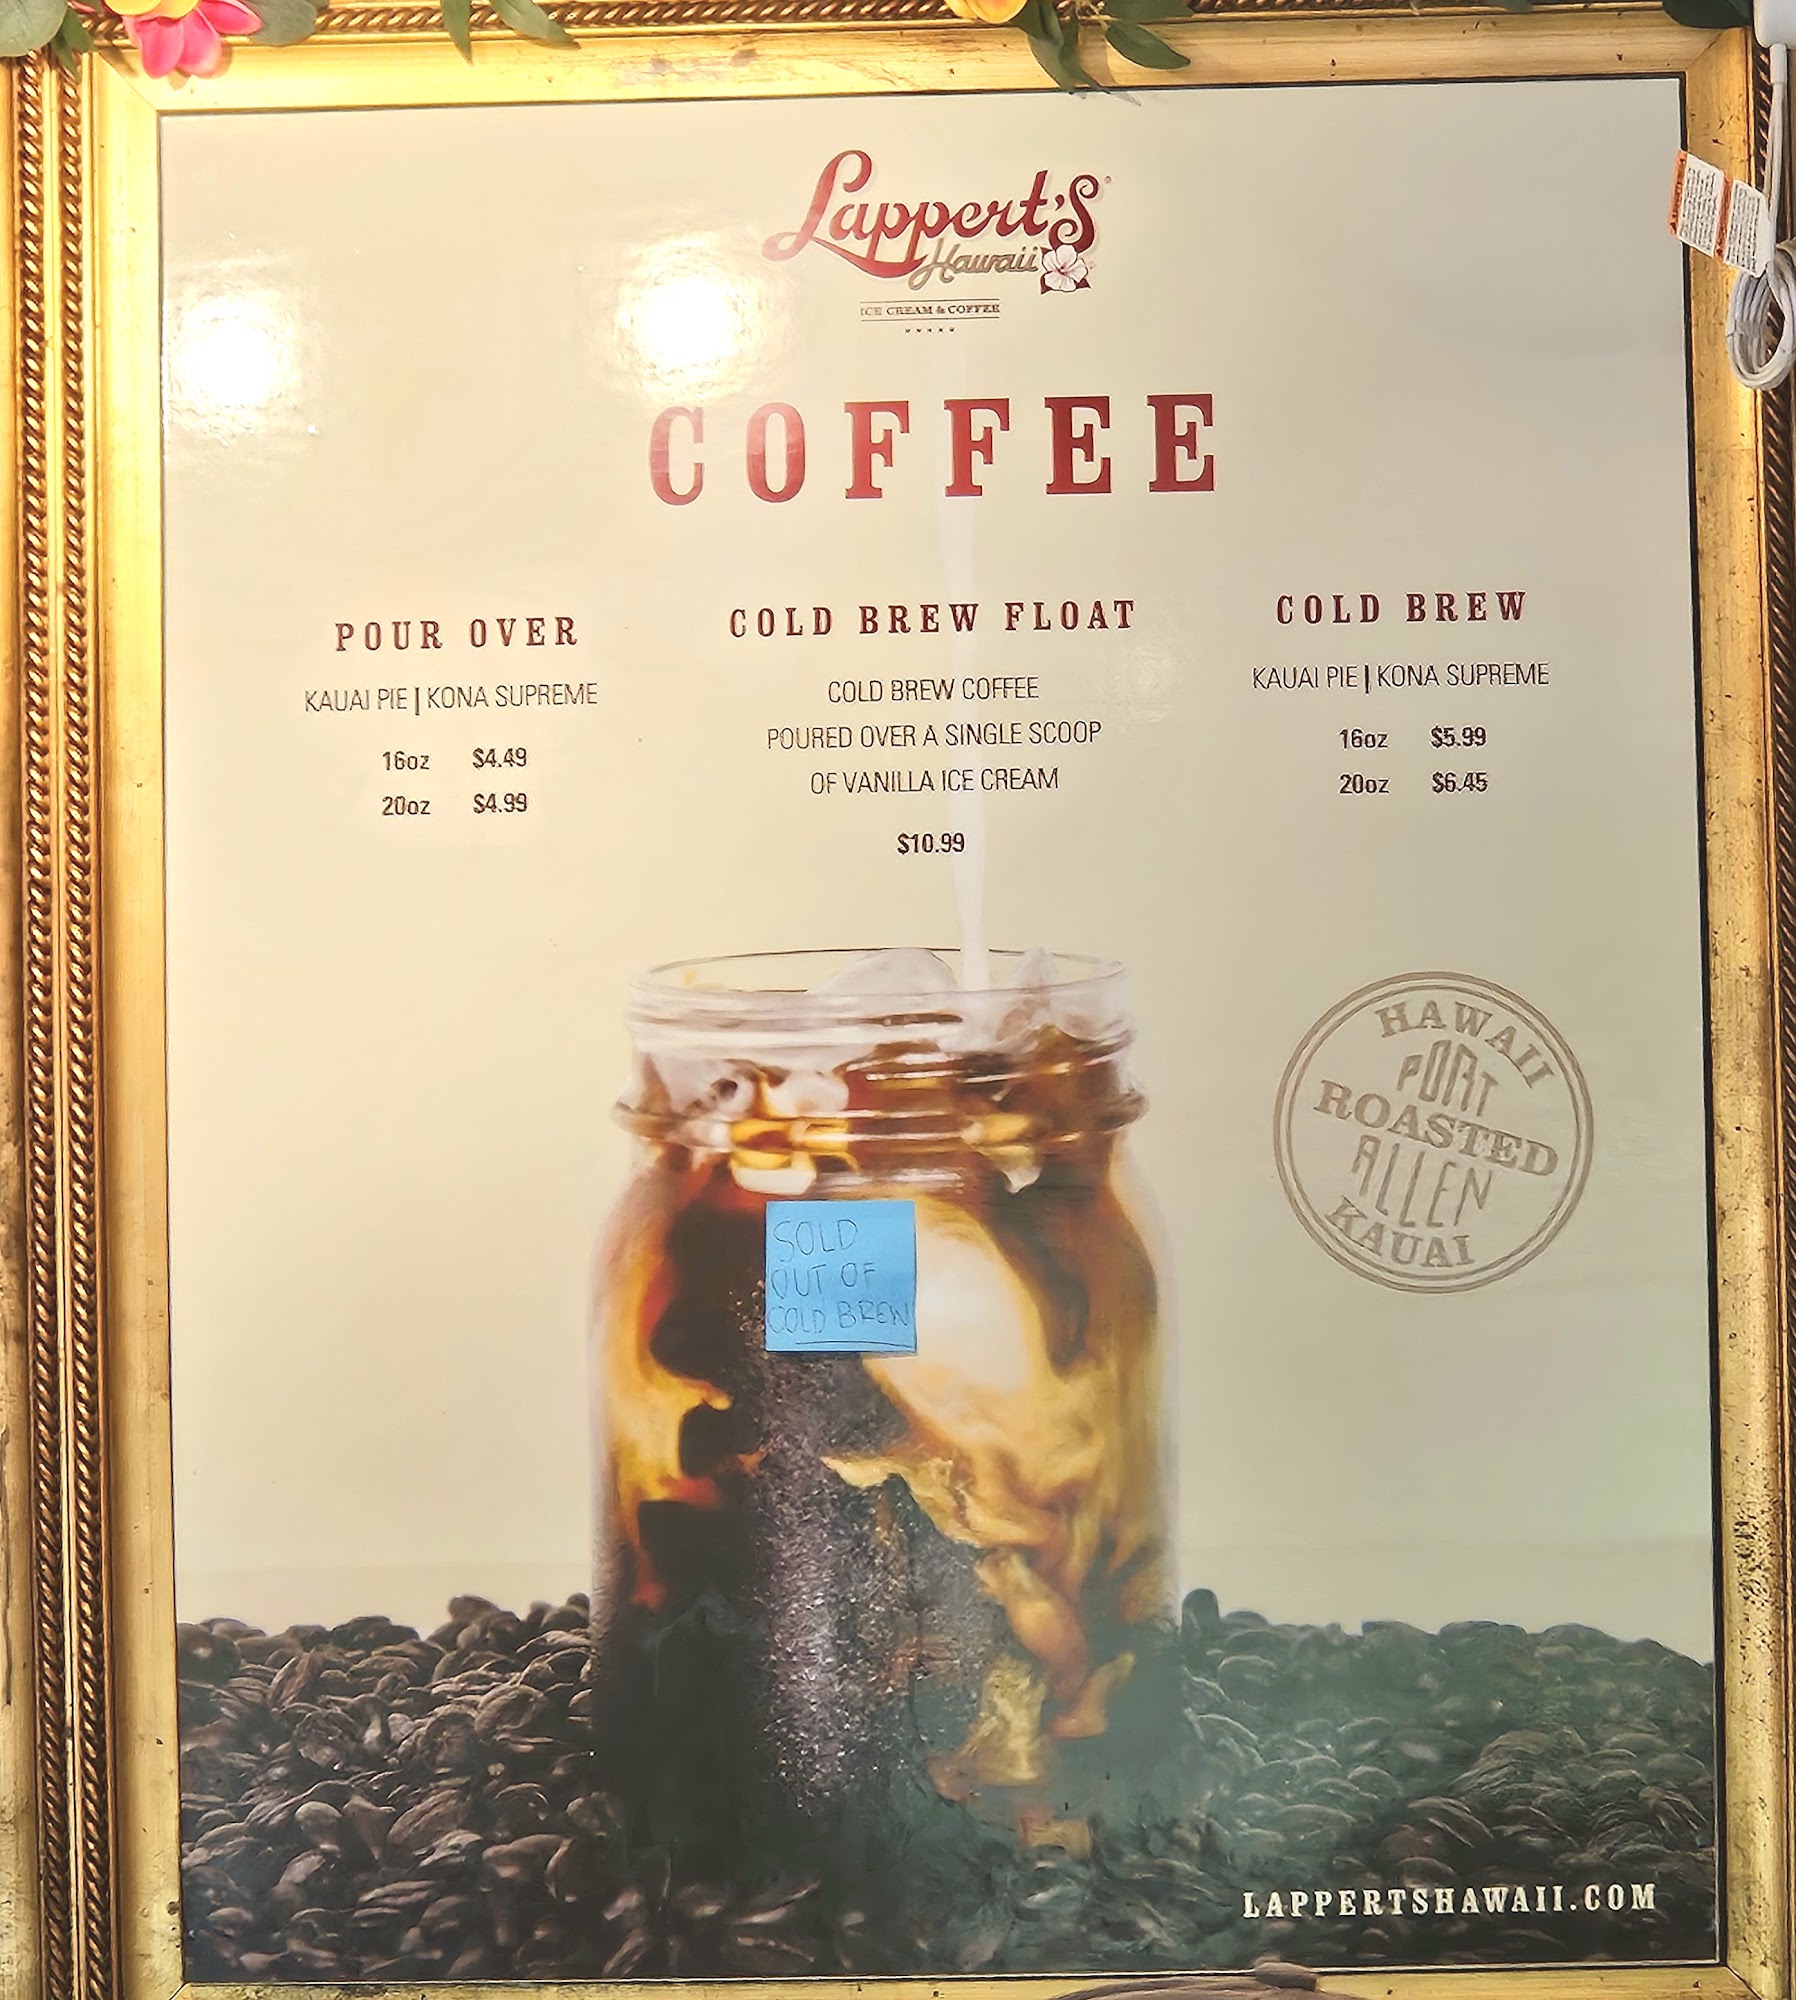 Lappert's
Hawaii
ICE CREAM & COFFEE
COFFEE
POUR OVER
KAUAI PIE | KONA SUPREME
16oz $4.49
20oz $4.99
COLD BREW FLOAT
COLD BREW COFFEE
POURED OVER A SINGLE SCOOP
OF VANILLA ICE CREAM
$10.99
COLD BREW
KAUAI PIE | KONA SUPREME
16oz $5.99
20oz $6.45
HAWAII
PORT
ROASTED
ALLEN
KAUAI
SOLD
OUT OF
COLD BREW
LAPPERTSHAWAII.COM